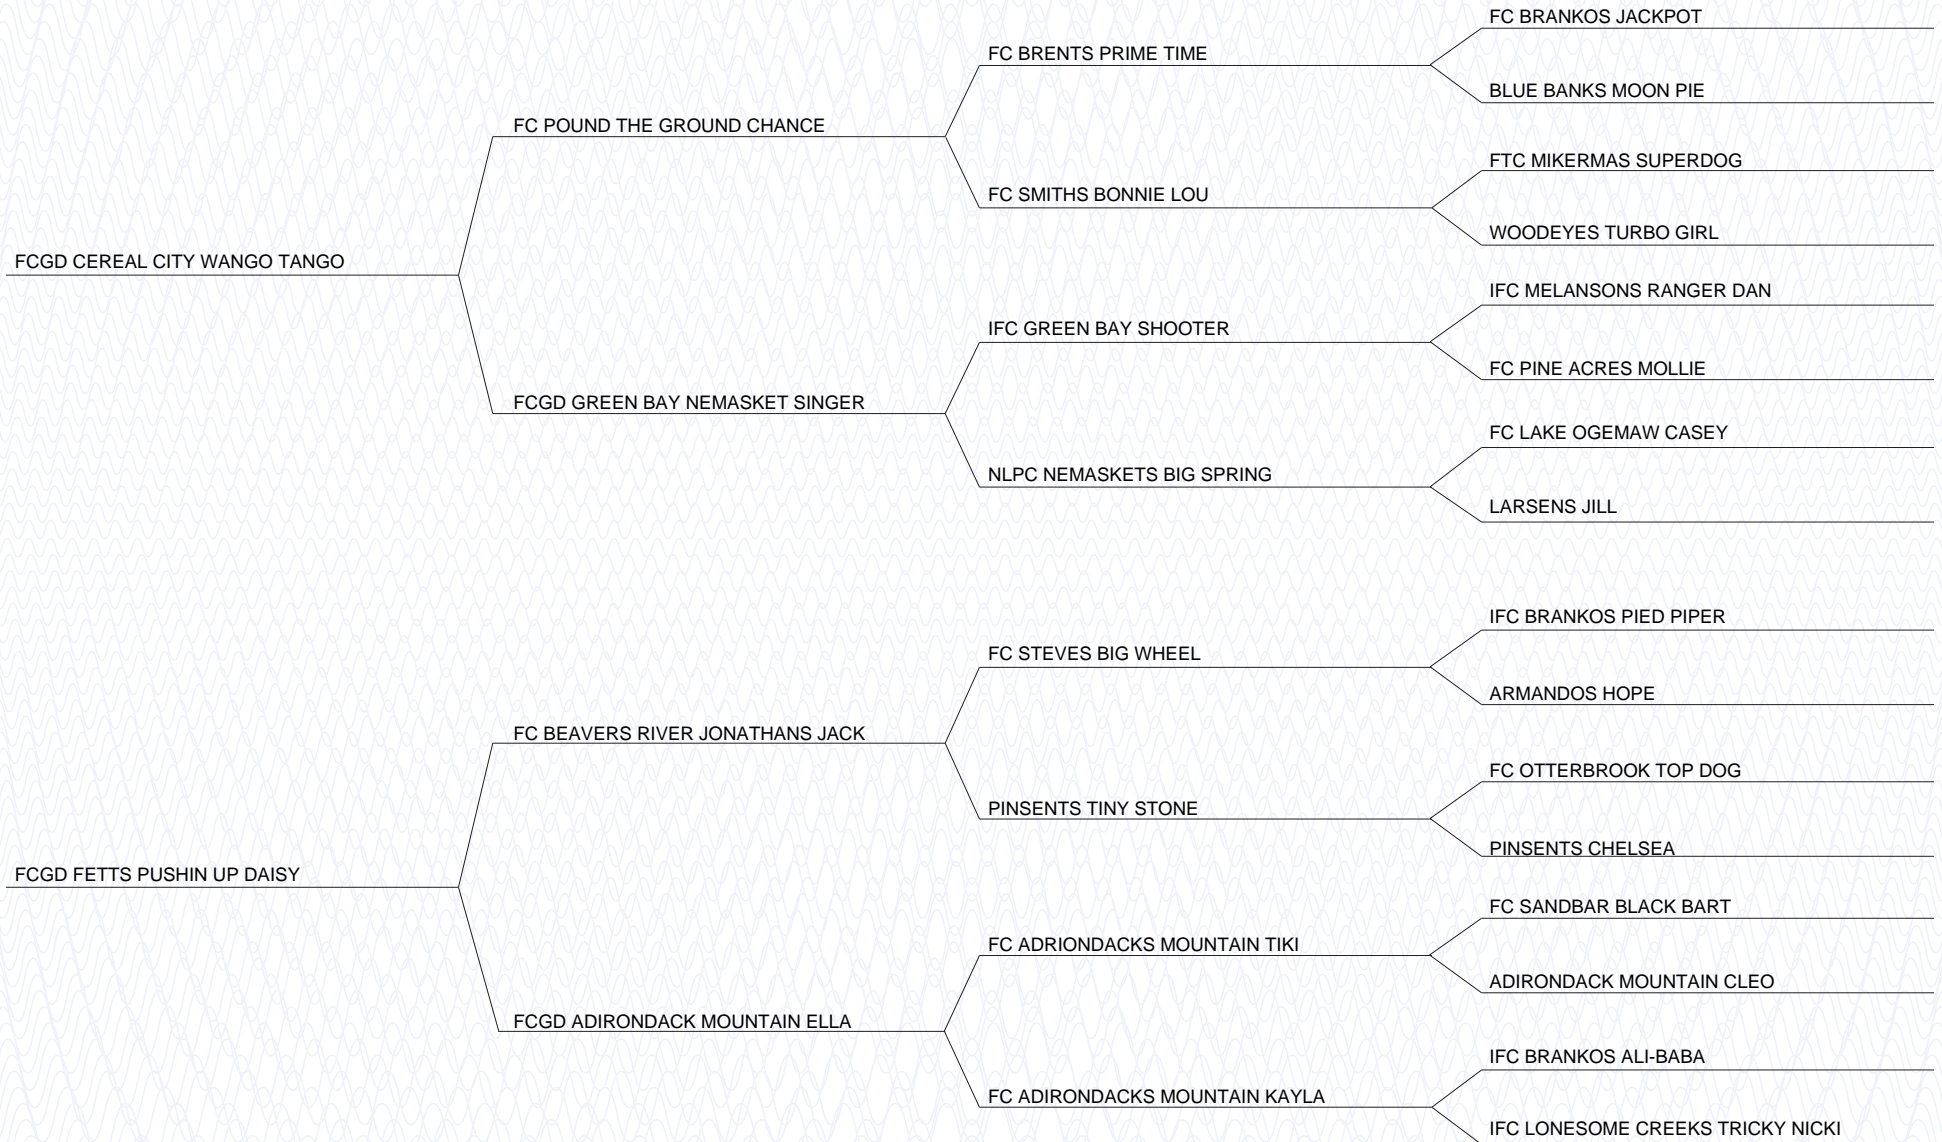 FC BRANKOS JACKPOT
FC BRENTS PRIME TIME
BLUE BANKS MOON PIE
FC POUND THE GROUND CHANCE
FTC MIKERMAS SUPERDOG
FC SMITHS BONNIE LOU
WOODEYES TURBO GIRL
FCGD CEREAL CITY WANGO TANGO
IFC MELANSONS RANGER DAN
IFC GREEN BAY SHOOTER
FC PINE ACRES MOLLIE
FCGD GREEN BAY NEMASKET SINGER
FC LAKE OGEMAW CASEY
NLPC NEMASKETS BIG SPRING
LARSENS JILL
IFC BRANKOS PIED PIPER
FC STEVES BIG WHEEL
ARMANDOS HOPE
FC BEAVERS RIVER JONATHANS JACK
FC OTTERBROOK TOP DOG
PINSENTS TINY STONE
PINSENTS CHELSEA
FCGD FETTS PUSHIN UP DAISY
FC SANDBAR BLACK BART
FC ADRIONDACKS MOUNTAIN TIKI
ADIRONDACK MOUNTAIN CLEO
FCGD ADIRONDACK MOUNTAIN ELLA
IFC BRANKOS ALI-BABA
FC ADIRONDACKS MOUNTAIN KAYLA
IFC LONESOME CREEKS TRICKY NICKI